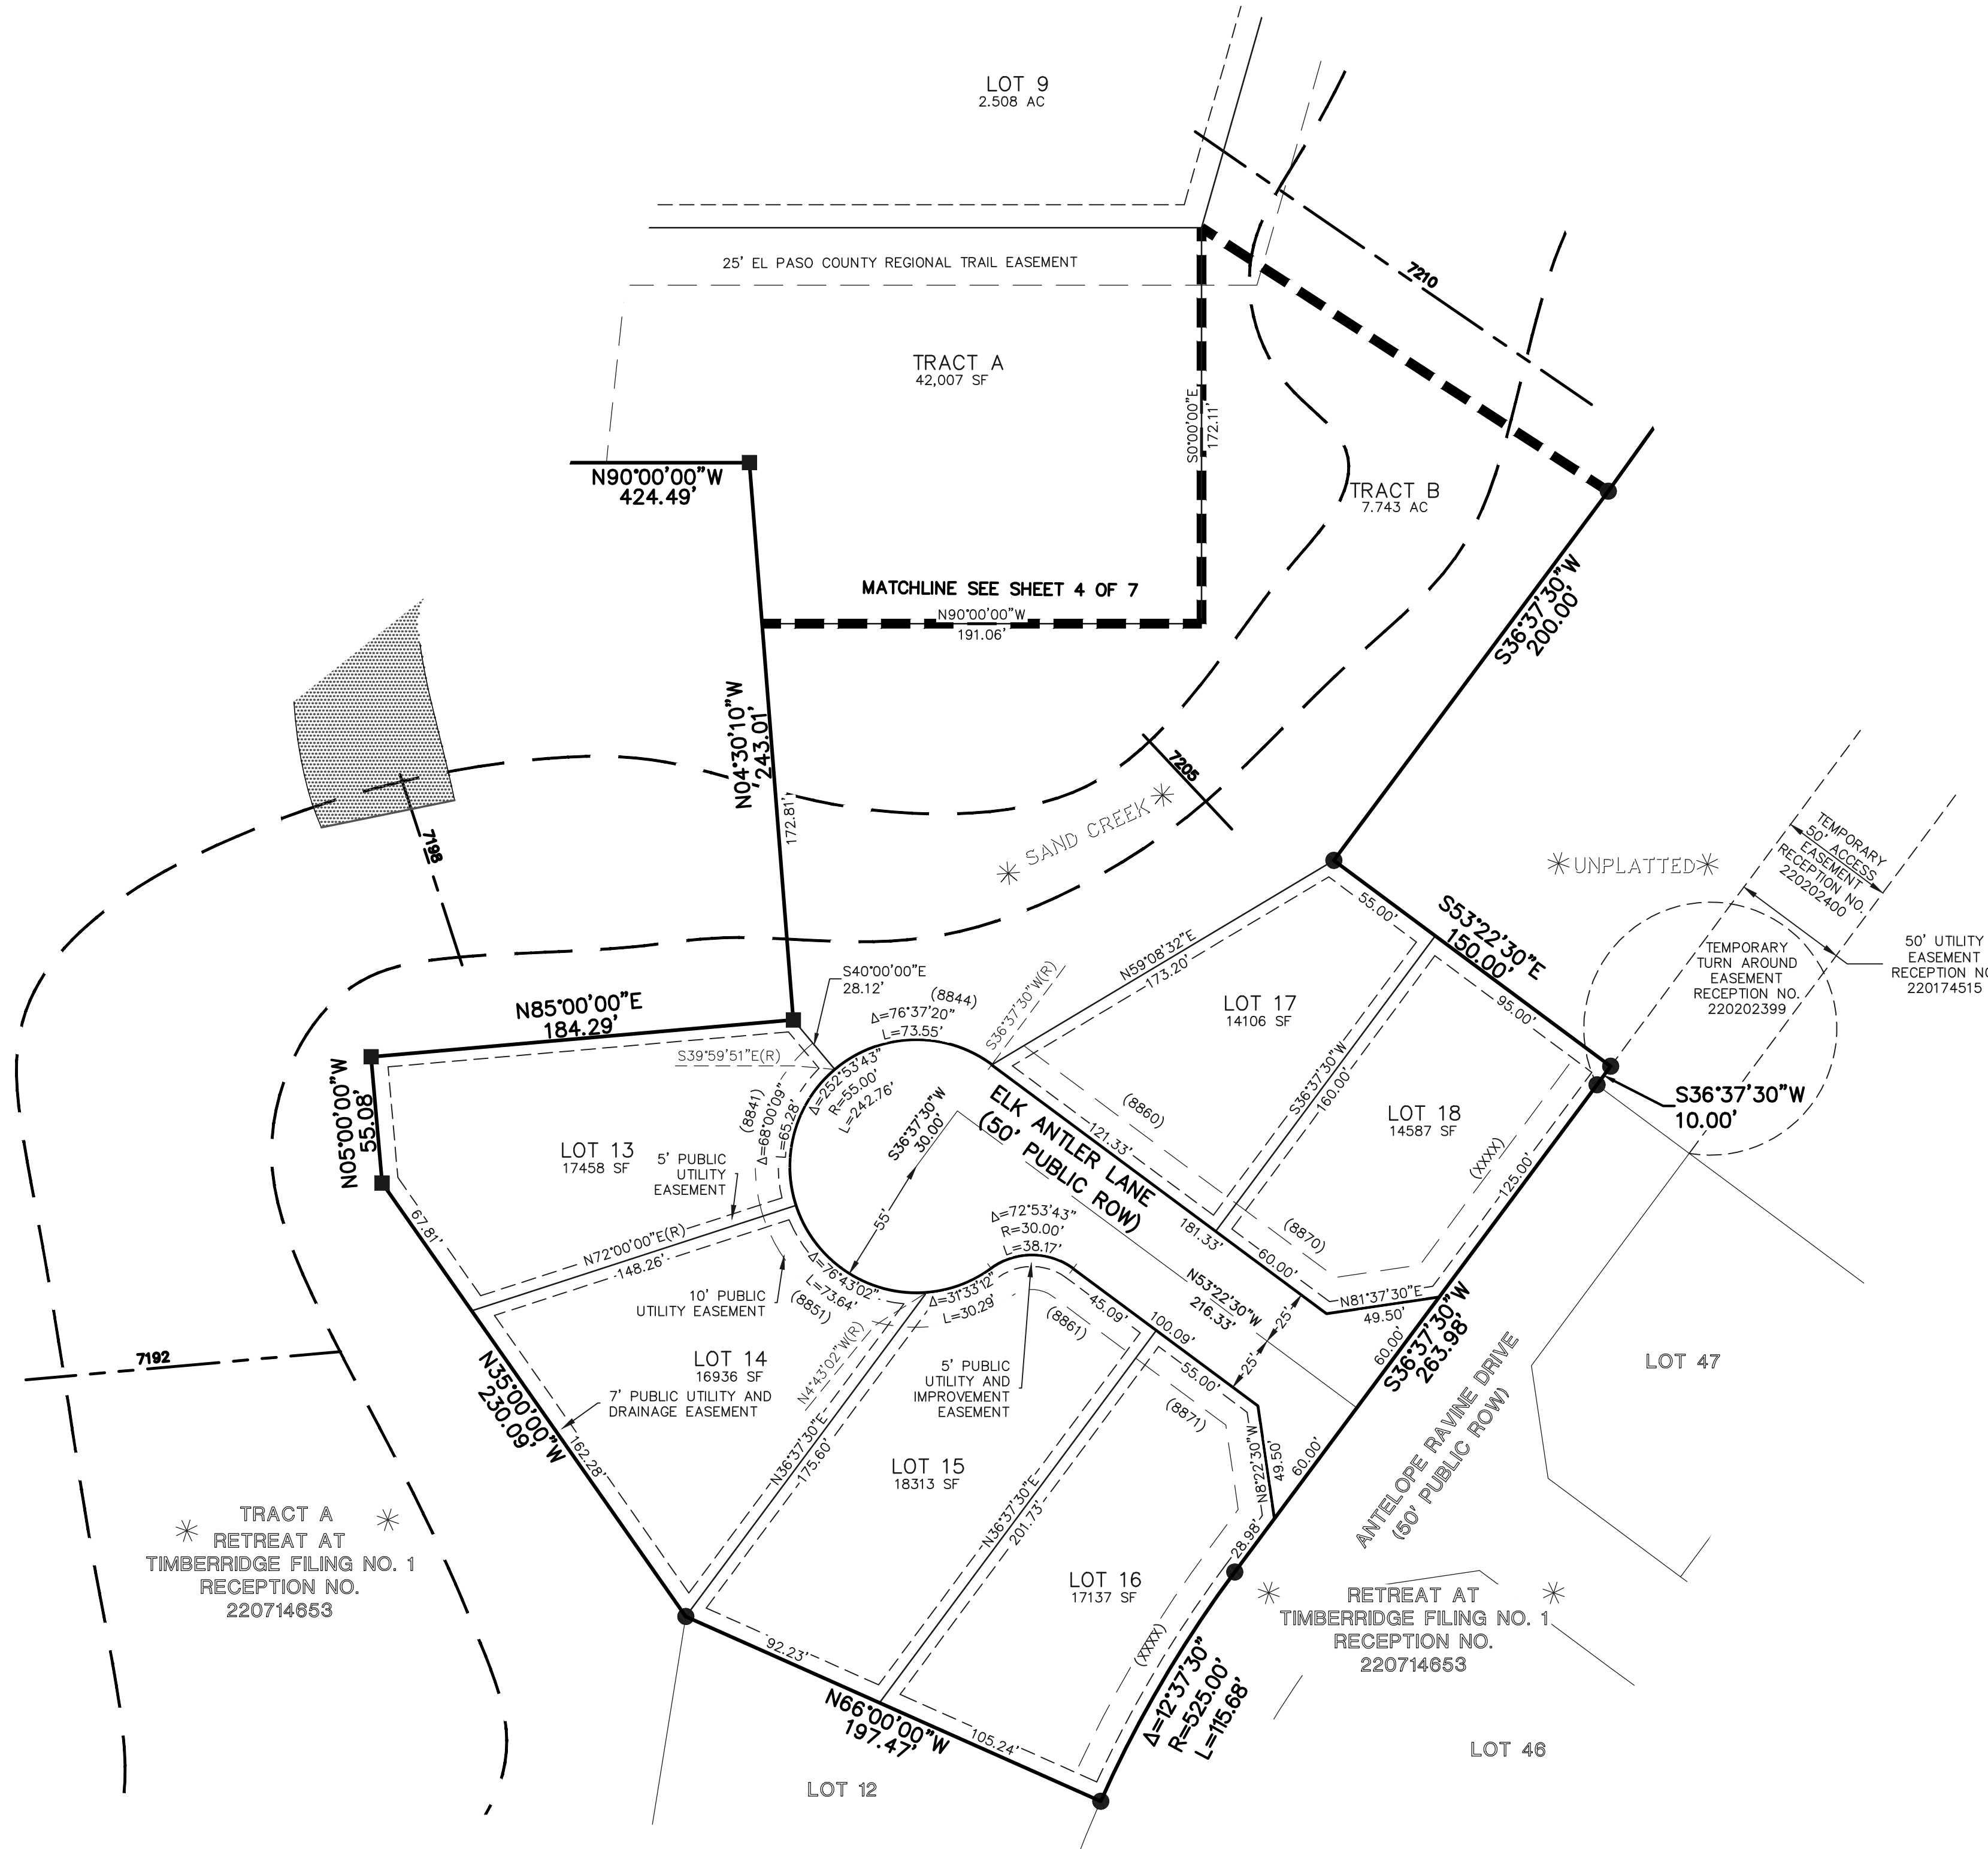 LOT 9
2.508 AC
25' EL PASO COUNTY REGIONAL TRAIL EASEMENT
7210
TRACT A
42,007 SF
S0°00'00"E
172.11'
N90°00'00"W
424.49'
TRACT B
7.743 AC
MATCHLINE SEE SHEET 4 OF 7
N90°00'00"W
191.06'
S36°37'30"W
200.00'
N04°30'10"W
243.01'
172.81'
7205
SAND CREEK
7198
UNPLATTED
TEMPORARY
50' ACCESS
EASEMENT
RECEPTION NO.
220202400
TEMPORARY
TURN AROUND
EASEMENT
RECEPTION NO.
220202399
50' UTILITY
EASEMENT
RECEPTION NO
220174515
S53°22'30"E
150.00'
55.00'
95.00'
S36°37'30"W
10.00'
N59°08'32"E
173.20'
LOT 17
14106 SF
S36°37'30"W
160.00'
LOT 18
14587 SF
(XXXX)
125.00'
(8860)
121.33'
(8870)
60.00'
181.33'
N81°37'30"E
49.50'
S40°00'00"E
28.12'
(8844)
Δ=76°37'20"
L=73.55'
S36°37'30"W(R)
N85°00'00"E
184.29'
S39°59'51"E(R)
Δ=252°53'43"
R=55.00'
L=242.76'
(8841)
Δ=68°00'09"
L=65.28'
S36°37'30"W
30.00'
55'
ELK ANTLER LANE
(50' PUBLIC ROW)
N05°00'00"W
55.08'
LOT 13
17458 SF
5' PUBLIC
UTILITY
EASEMENT
67.81'
N72°00'00"E(R)
148.26'
10' PUBLIC
UTILITY EASEMENT
Δ=76°43'02"
L=73.64'
(8851)
Δ=31°33'12"
L=30.29'
Δ=72°53'43"
R=30.00'
L=38.17'
(8861)
45.09'
100.09'
55.00'
(8871)
N53°22'30"W
216.33'
25'
25'
S36°37'30"W
263.98'
60.00'
60.00'
28.98'
N8°22'30"W
49.50'
7192
N35°00'00"W
230.09'
162.28'
LOT 14
16936 SF
7' PUBLIC UTILITY AND
DRAINAGE EASEMENT
N4°43'02"W(R)
N36°37'30"E
175.60'
5' PUBLIC
UTILITY AND
IMPROVEMENT
EASEMENT
LOT 15
18313 SF
N36°37'30"E
201.73'
LOT 16
17137 SF
(XXXX)
92.23'
N66°00'00"W
197.47'
105.24'
Δ=12°37'30"
R=525.00'
L=115.68'
ANTELOPE RAVINE DRIVE
(50' PUBLIC ROW)
LOT 47
TRACT A
RETREAT AT
TIMBERRIDGE FILING NO. 1
RECEPTION NO.
220714653
RETREAT AT
TIMBERRIDGE FILING NO. 1
RECEPTION NO.
220714653
LOT 46
LOT 12